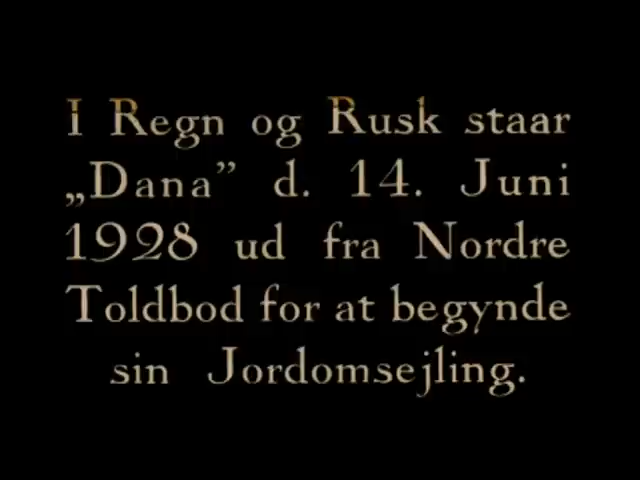 I Regn og Rusk staar
„Dana” d. 14. Juni
1928 ud fra Nordre
Toldbod for at begynde
sin Jordomsejling.